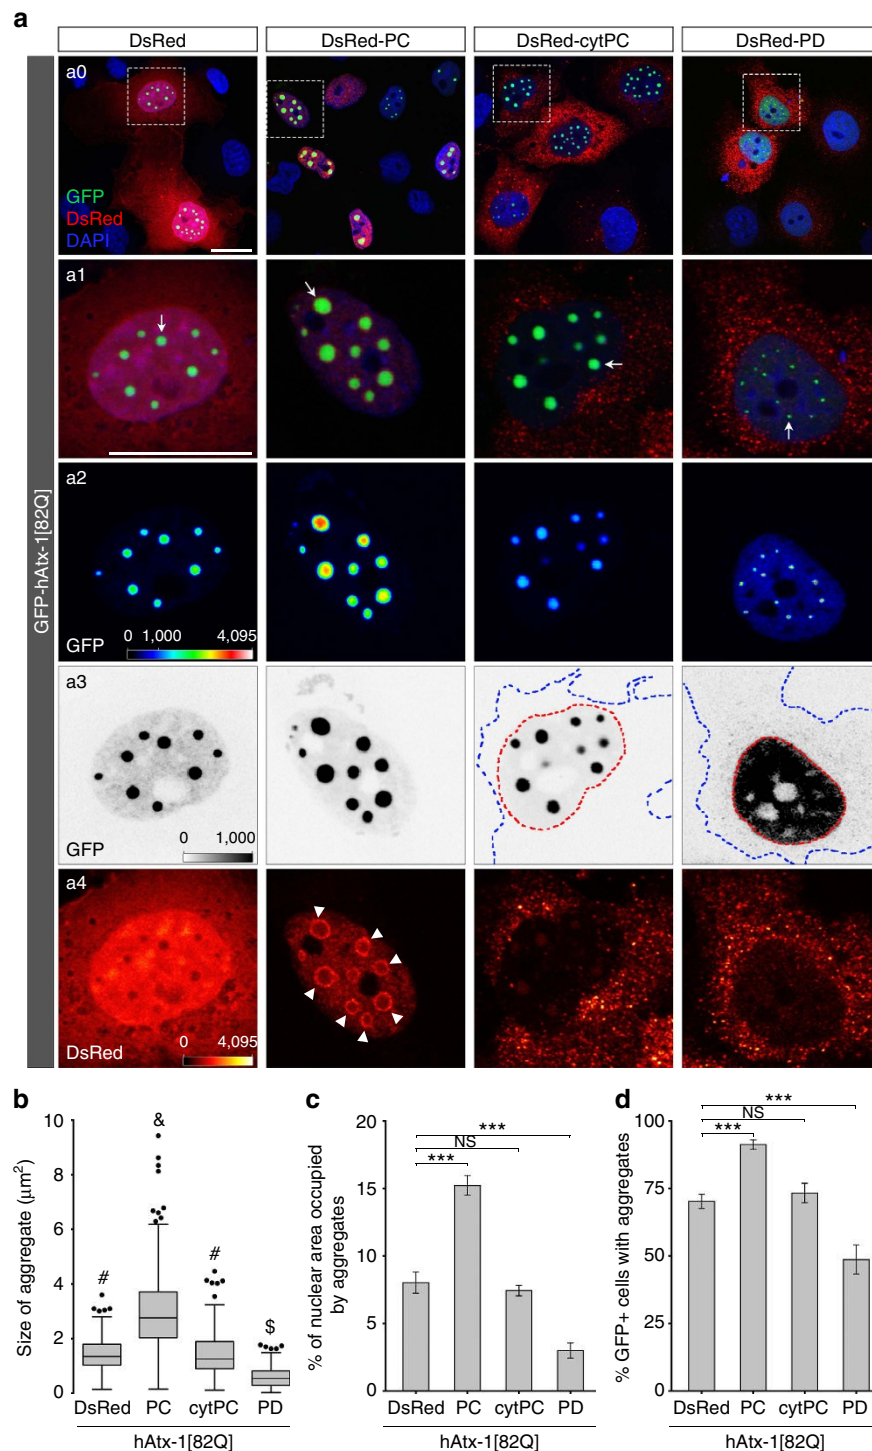 a
DsRed DsRed-PC DsRed-cytPC DsRed-PD
GFP-hAtx-1[82Q]
a0
GFP
DsRed
DAPI
a1
a2
GFP
0 1,000 4,095
a3
GFP
0 1,000
a4
DsRed
0 4,095
b
Size of aggregate (μm²)
10
8
6
4
2
0
# & # $
DsRed PC cytPC PD
hAtx-1[82Q]
c
% of nuclear area occupied
by aggregates
20
15
10
5
0
***
NS
***
DsRed PC cytPC PD
hAtx-1[82Q]
d
% GFP+ cells with aggregates
100
75
50
25
0
***
NS
***
DsRed PC cytPC PD
hAtx-1[82Q]